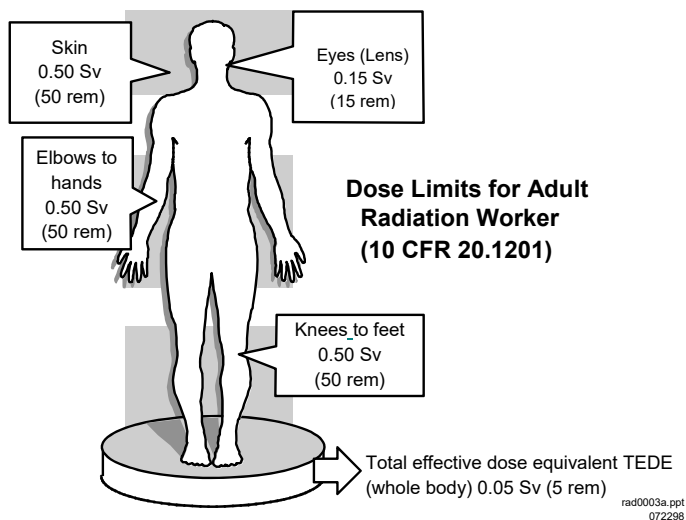 Skin
0.50 Sv
(50 rem)
Eyes (Lens)
0.15 Sv
(15 rem)
Elbows to
hands
0.50 Sv
(50 rem)
Dose Limits for Adult
Radiation Worker
(10 CFR 20.1201)
Knees to feet
0.50 Sv
(50 rem)
Total effective dose equivalent TEDE
(whole body) 0.05 Sv (5 rem)
rad0003a.ppt
072298